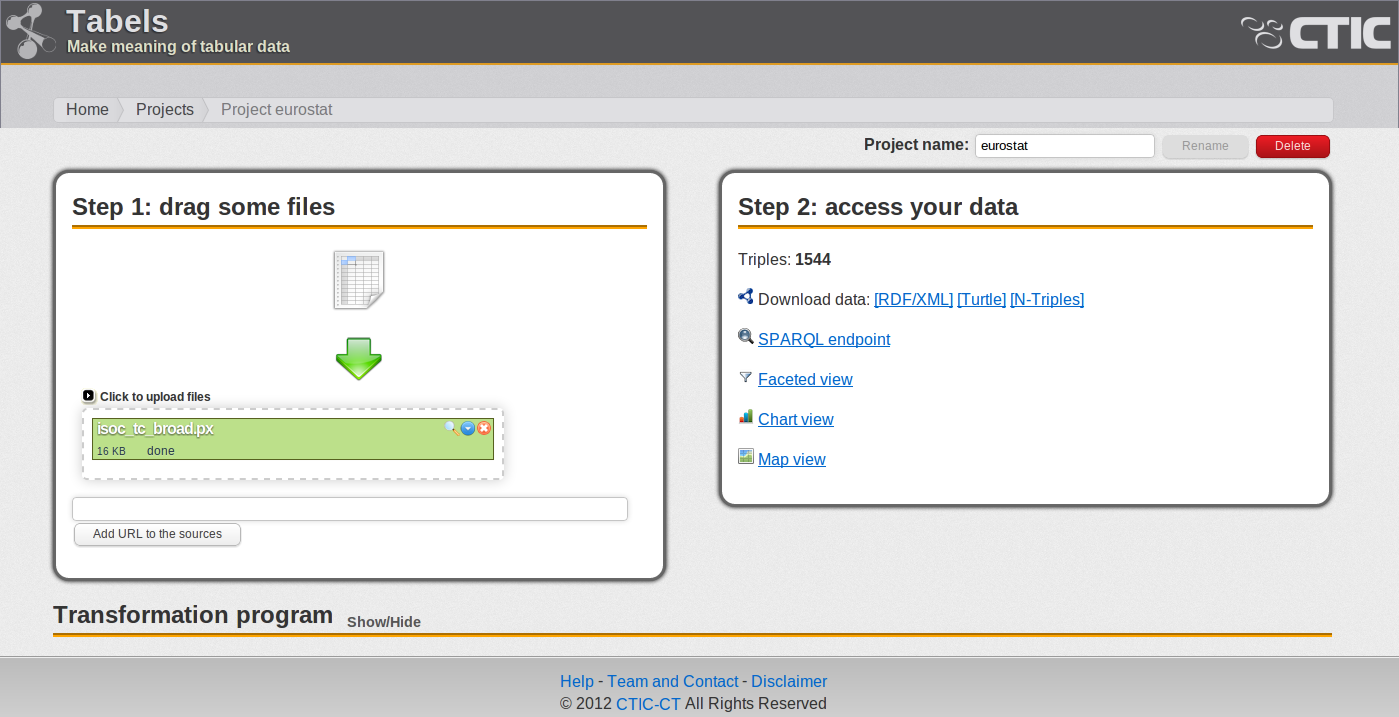 Tabels
Make meaning of tabular data
CTIC
Home Projects Project eurostat
Project name: eurostat Rename Delete
Step 1: drag some files
Click to upload files
isoc_tc_broad.px
16 KB done
Add URL to the sources
Step 2: access your data
Triples: 1544
Download data: [RDF/XML] [Turtle] [N-Triples]
SPARQL endpoint
Faceted view
Chart view
Map view
Transformation program Show/Hide
Help - Team and Contact - Disclaimer
© 2012 CTIC-CT All Rights Reserved